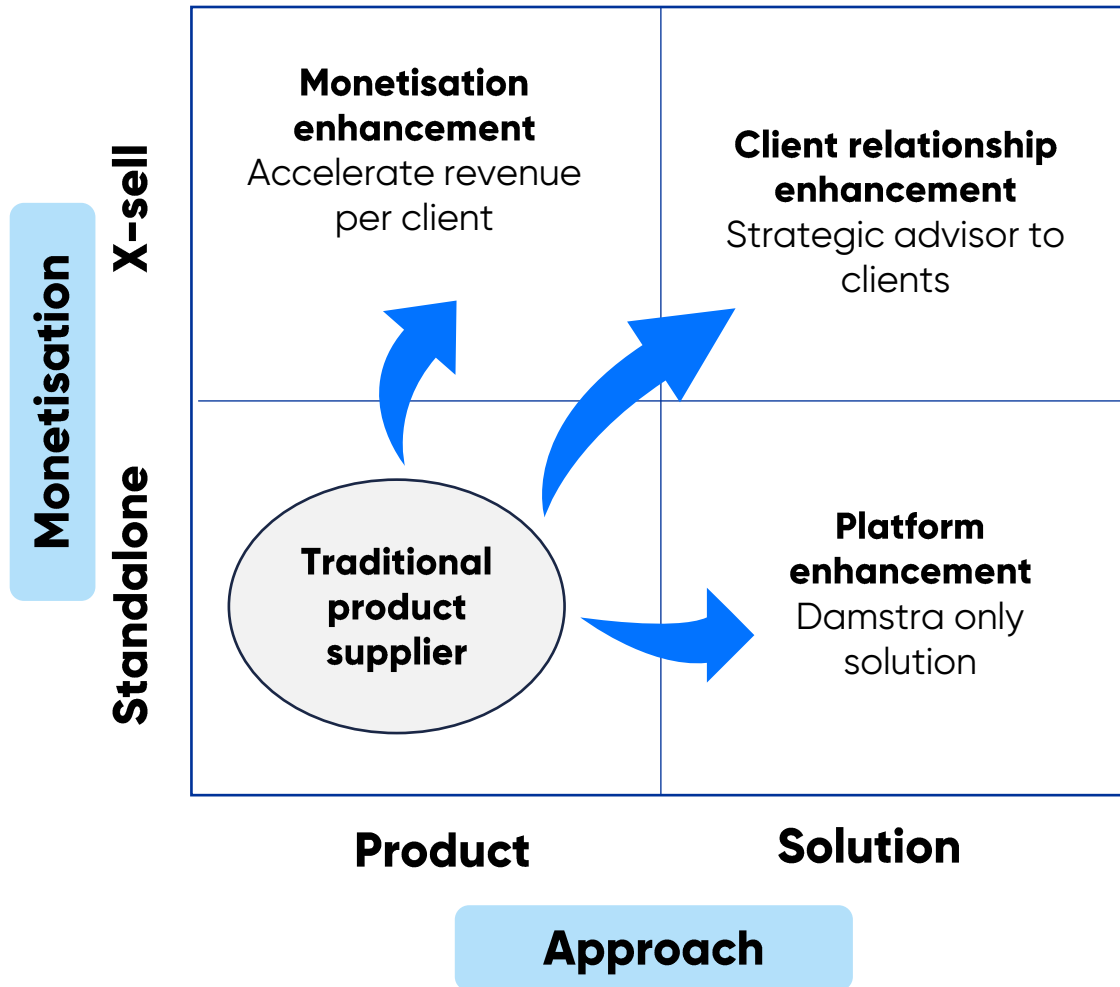 Monetisation
X-sell
Standalone
Monetisation
enhancement
Accelerate revenue
per client
Client relationship
enhancement
Strategic advisor to
clients
Traditional
product
supplier
Platform
enhancement
Damstra only
solution
Product
Solution
Approach